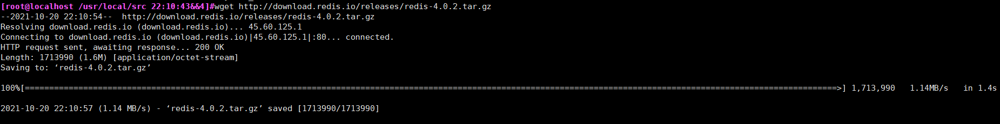 [root@localhost /usr/local/src 22:10:43&&4]#wget http://download.redis.io/releases/redis-4.0.2.tar.gz
--2021-10-20 22:10:54--  http://download.redis.io/releases/redis-4.0.2.tar.gz
Resolving download.redis.io (download.redis.io)... 45.60.125.1
Connecting to download.redis.io (download.redis.io)|45.60.125.1|:80... connected.
HTTP request sent, awaiting response... 200 OK
Length: 1713990 (1.6M) [application/octet-stream]
Saving to: ‘redis-4.0.2.tar.gz’
100%[=======================================================================================================================================================================>] 1,713,990   1.14MB/s   in 1.4s
2021-10-20 22:10:57 (1.14 MB/s) - ‘redis-4.0.2.tar.gz’ saved [1713990/1713990]